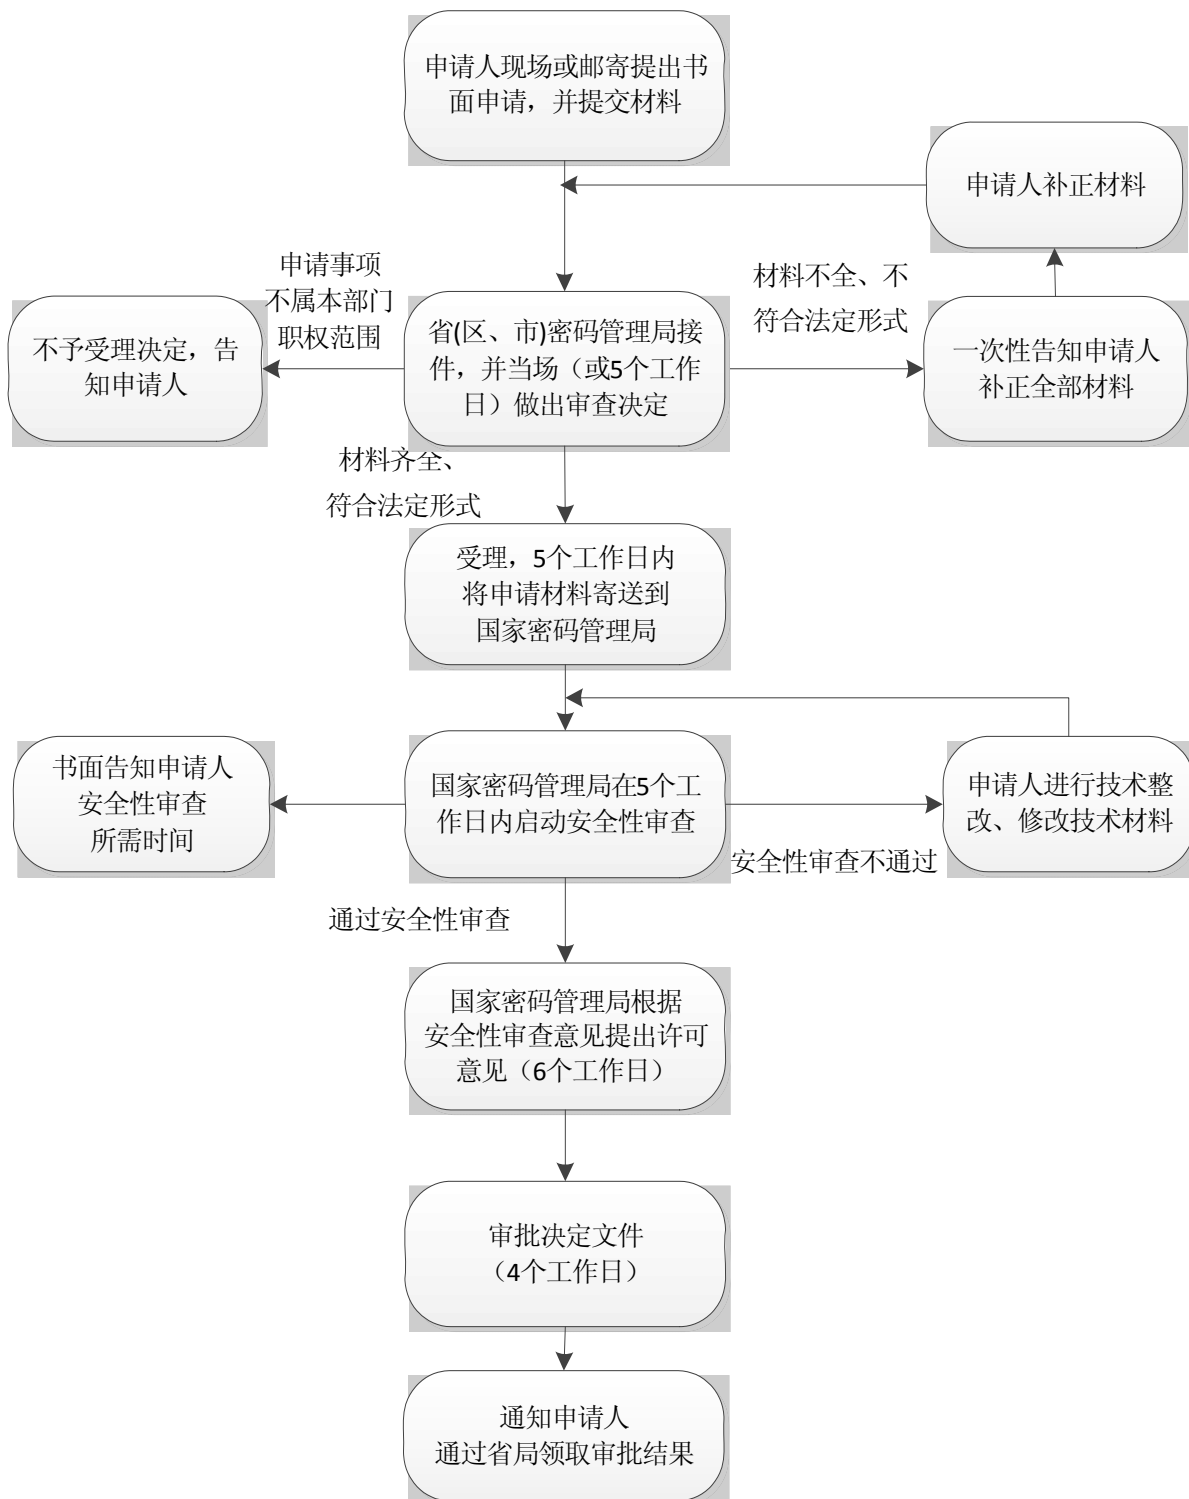 申请人现场或邮寄提出书
面申请，并提交材料
申请人补正材料
申请事项
不属本部门
职权范围
材料不全、不
符合法定形式
不予受理决定，告
知申请人
省(区、市)密码管理局接
件，并当场（或5个工作
日）做出审查决定
一次性告知申请人
补正全部材料
材料齐全、
符合法定形式
受理，5个工作日内
将申请材料寄送到
国家密码管理局
书面告知申请人
安全性审查
所需时间
国家密码管理局在5个工
作日内启动安全性审查
申请人进行技术整
改、修改技术材料
安全性审查不通过
通过安全性审查
国家密码管理局根据
安全性审查意见提出许可
意见（6个工作日）
审批决定文件
（4个工作日）
通知申请人
通过省局领取审批结果